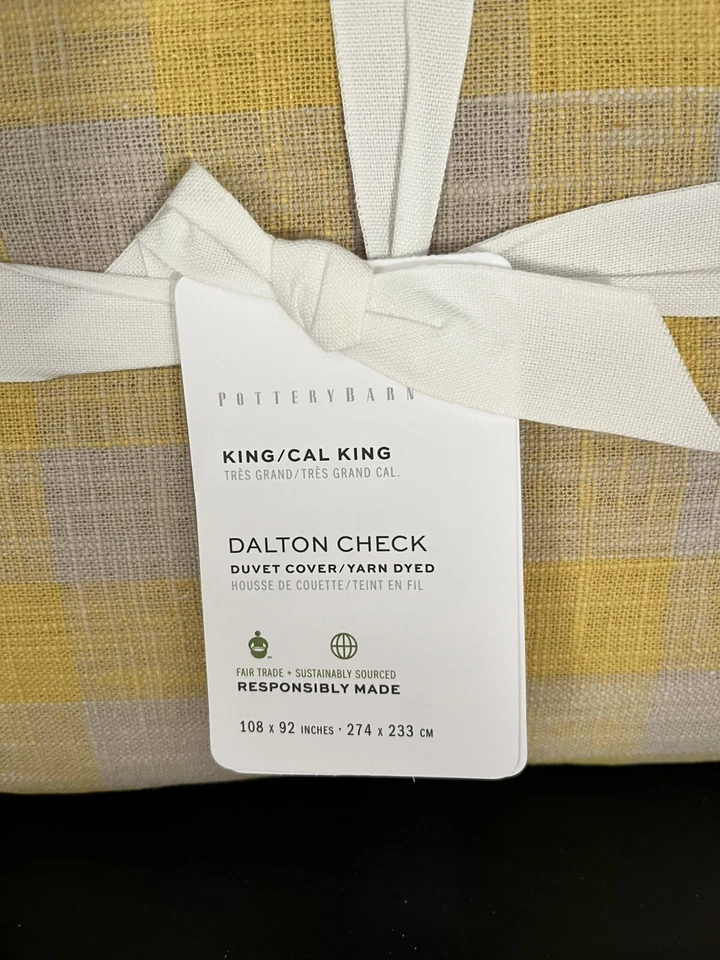 POTTERYBARN
KING/CAL KING
TRÈS GRAND/TRÈS GRAND CAL.
DALTON CHECK
DUVET COVER/YARN DYED
HOUSSE DE COUETTE/TEINT EN FIL
FAIR TRADE + SUSTAINABLY SOURCED
RESPONSIBLY MADE
108 X 92 INCHES · 274 X 233 CM